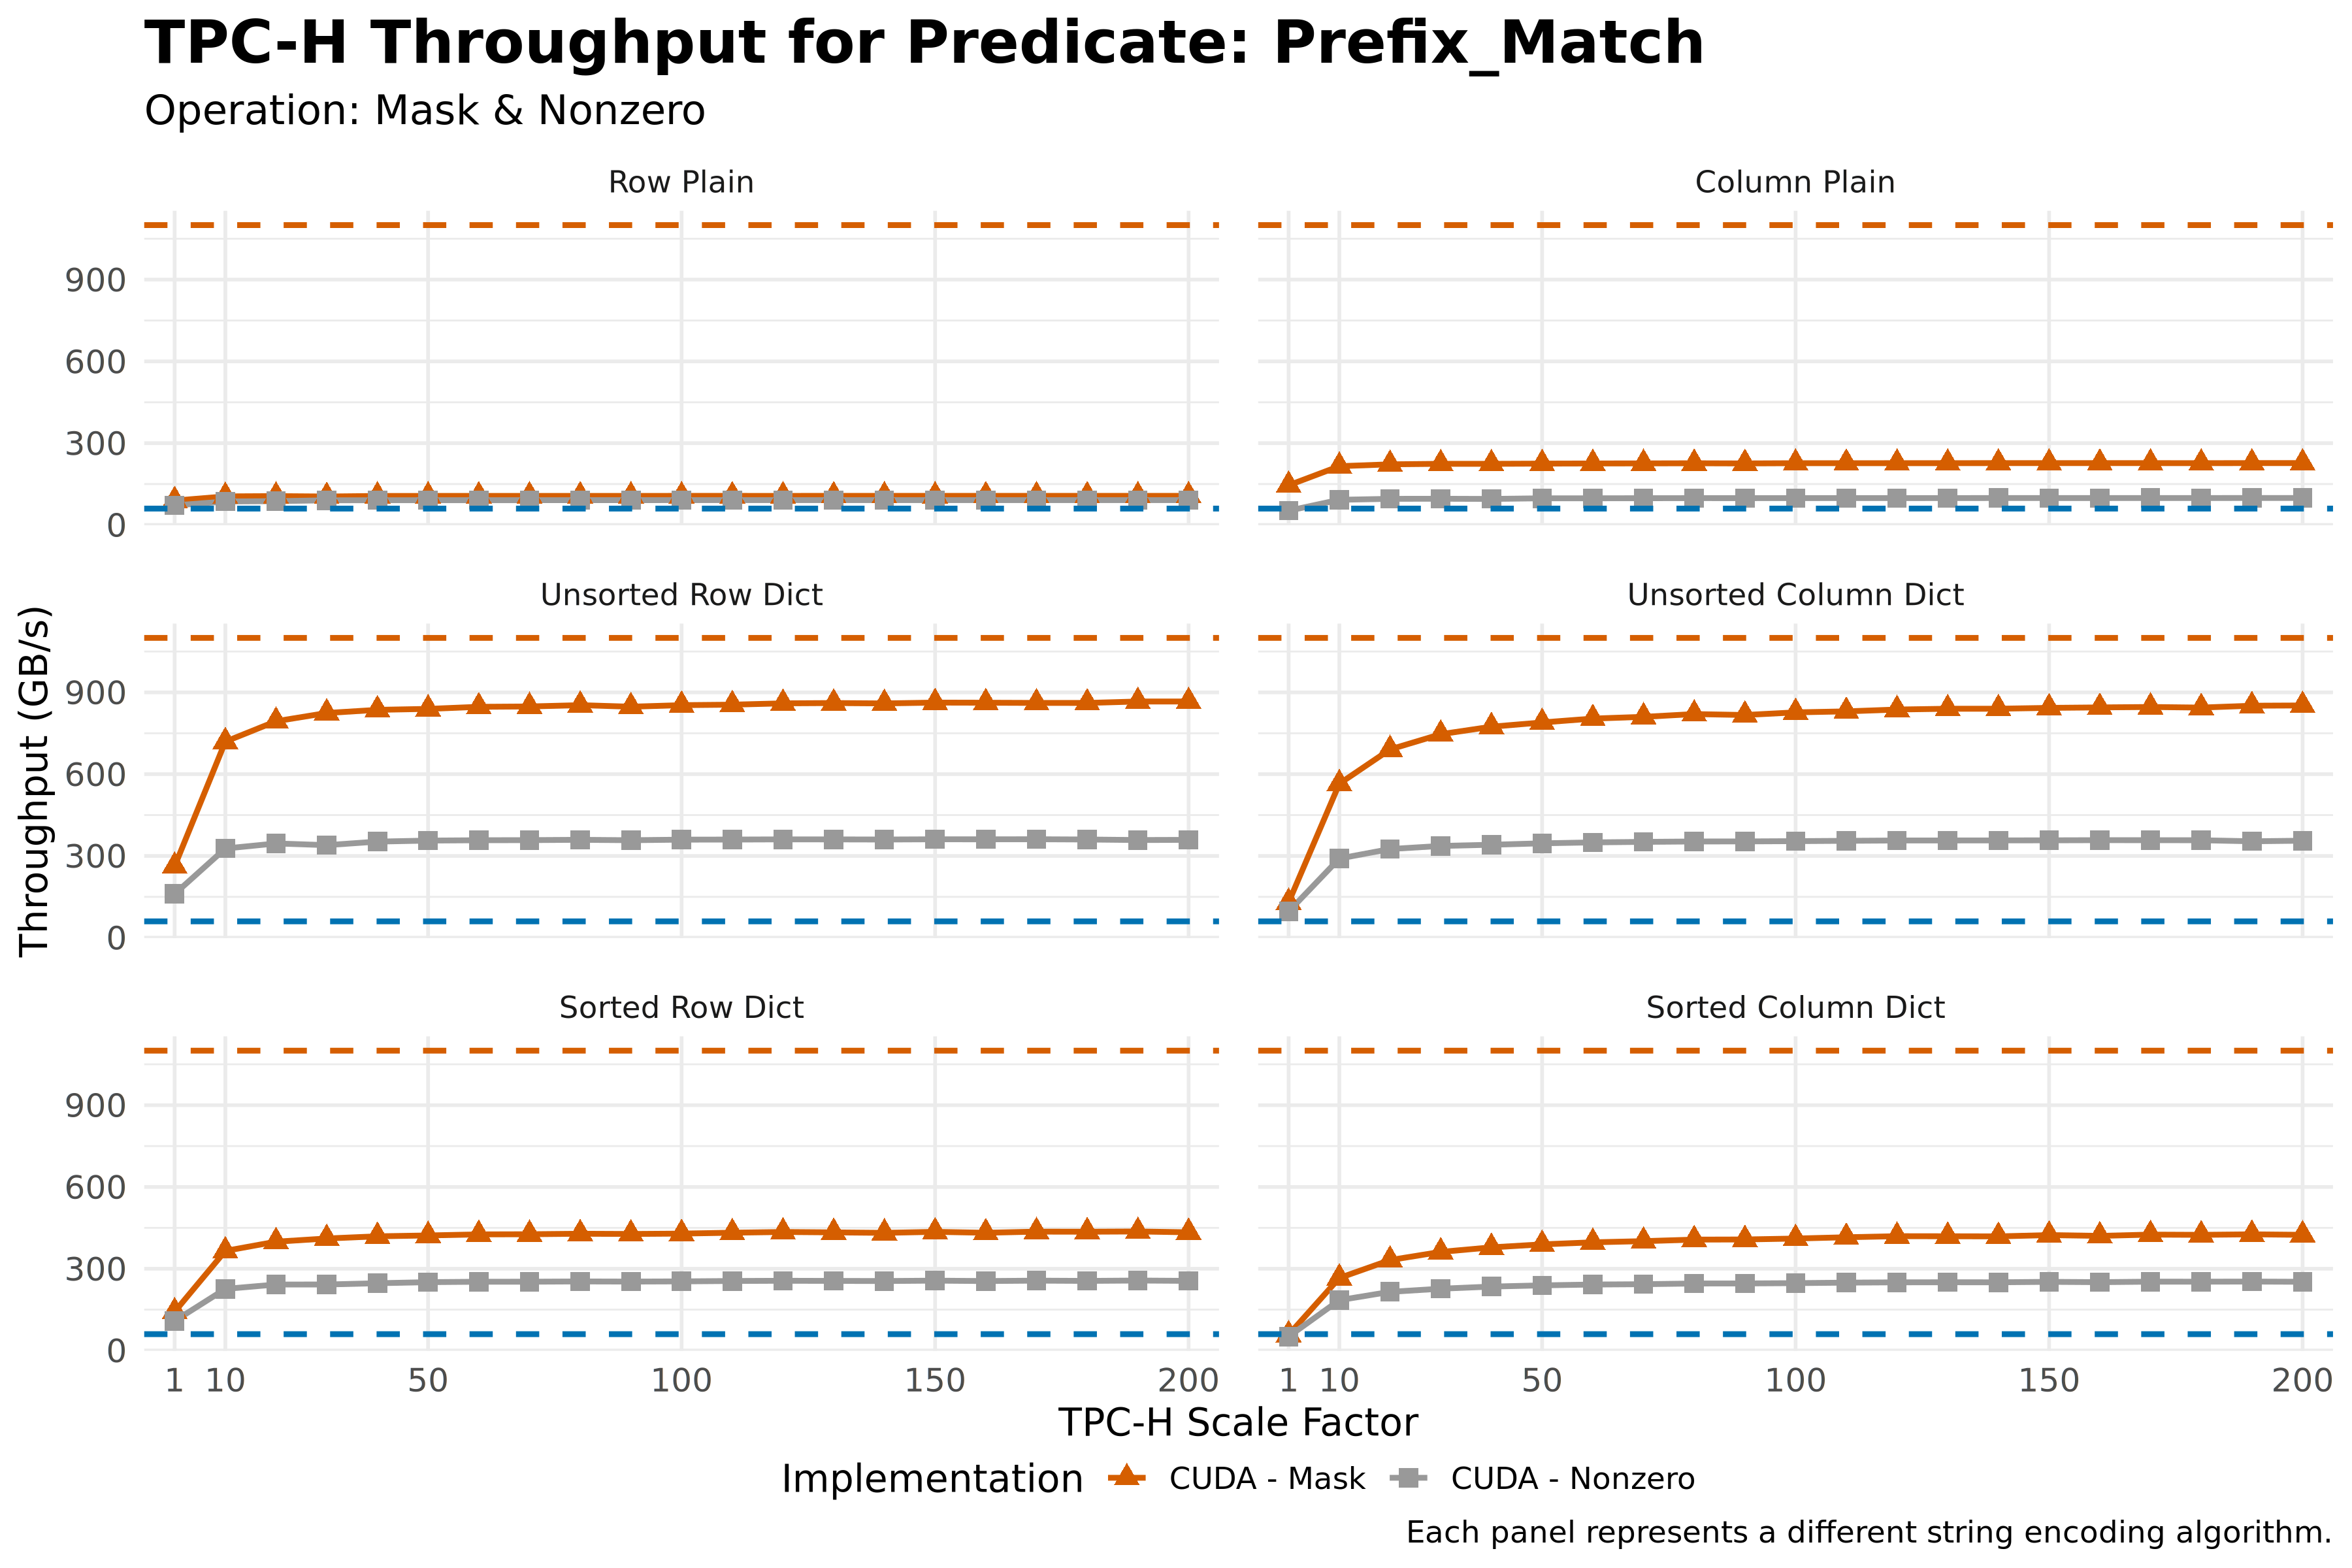 TPC-H Throughput for Predicate: Prefix_Match
Operation: Mask & Nonzero
Row Plain
Column Plain
900
600
300
0
Unsorted Row Dict
Unsorted Column Dict
900
600
300
0
Throughput (GB/s)
Sorted Row Dict
Sorted Column Dict
900
600
300
0
1 10 50 100 150 200
1 10 50 100 150 200
TPC-H Scale Factor
Implementation CUDA - Mask CUDA - Nonzero
Each panel represents a different string encoding algorithm.